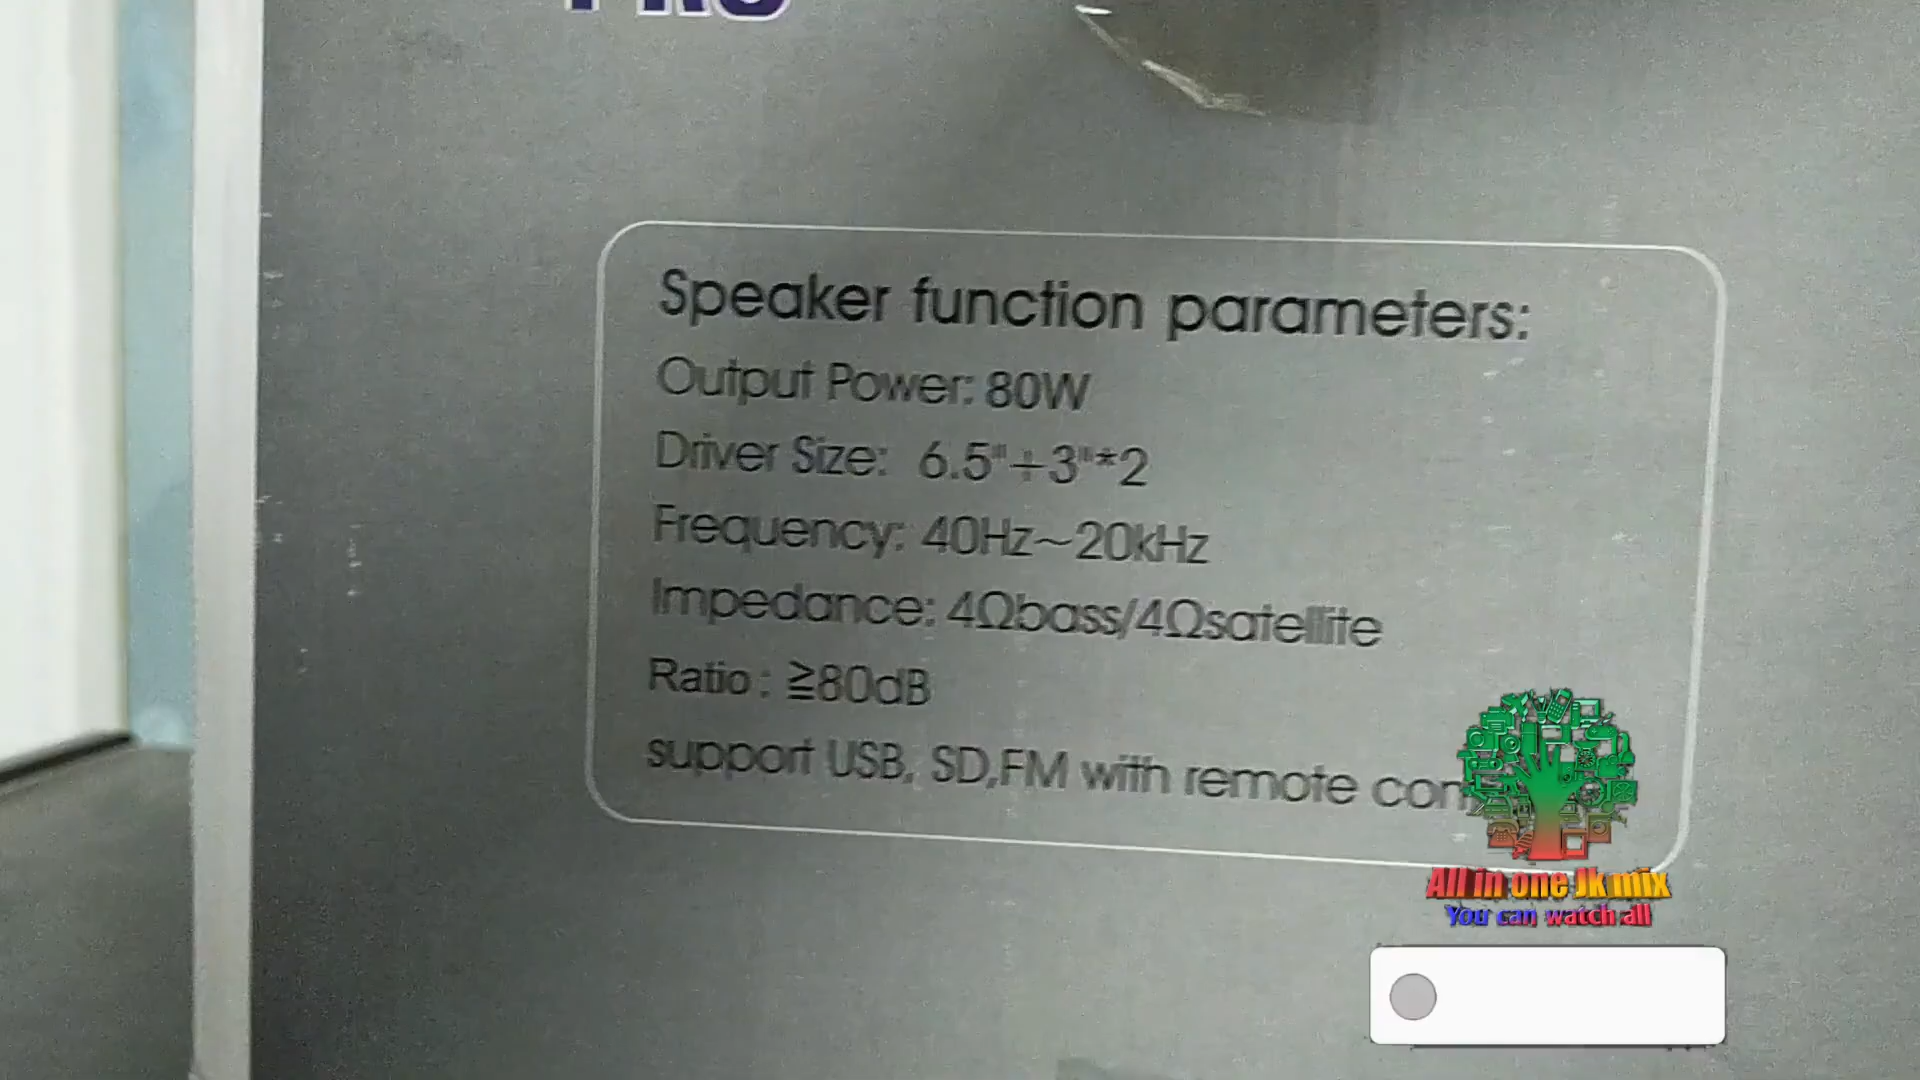 PRO
Speaker function parameters:
Output Power: 80W
Driver Size: 6.5"+3"*2
Frequency: 40Hz~20kHz
Impedance: 4Ωbass/4Ωsatellite
Ratio : ≧80dB
support USB, SD,FM with remote con
All in one Jk mix
You can watch all